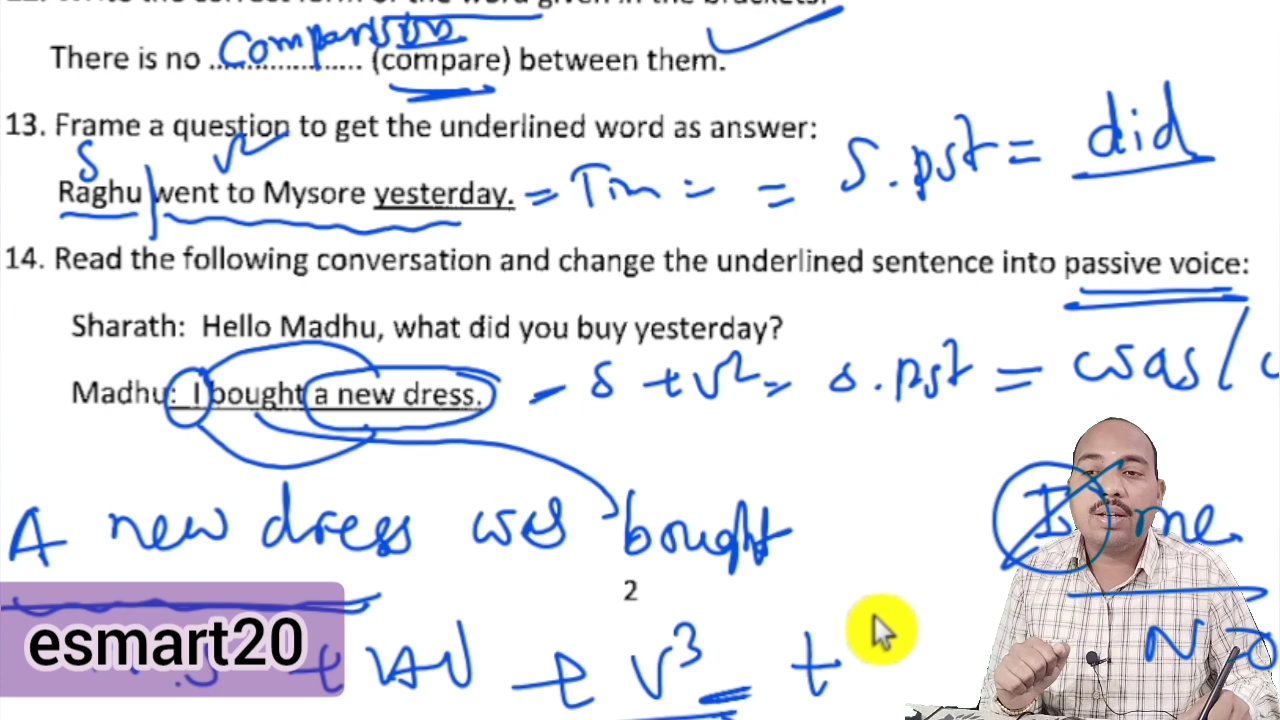 There is no .................... (compare) between them.
Comparision
13. Frame a question to get the underlined word as answer:
S v²
Raghu went to Mysore yesterday. = Tim = = S.pst = did
14. Read the following conversation and change the underlined sentence into passive voice:
Sharath: Hello Madhu, what did you buy yesterday?
Madhu: I bought a new dress. - S + v² = s.pst = was /
A new dress was bought
I me
2
esmart20
+ v³ +